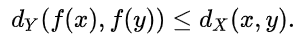 d_Y(f(x), f(y)) ≤ d_X(x, y).